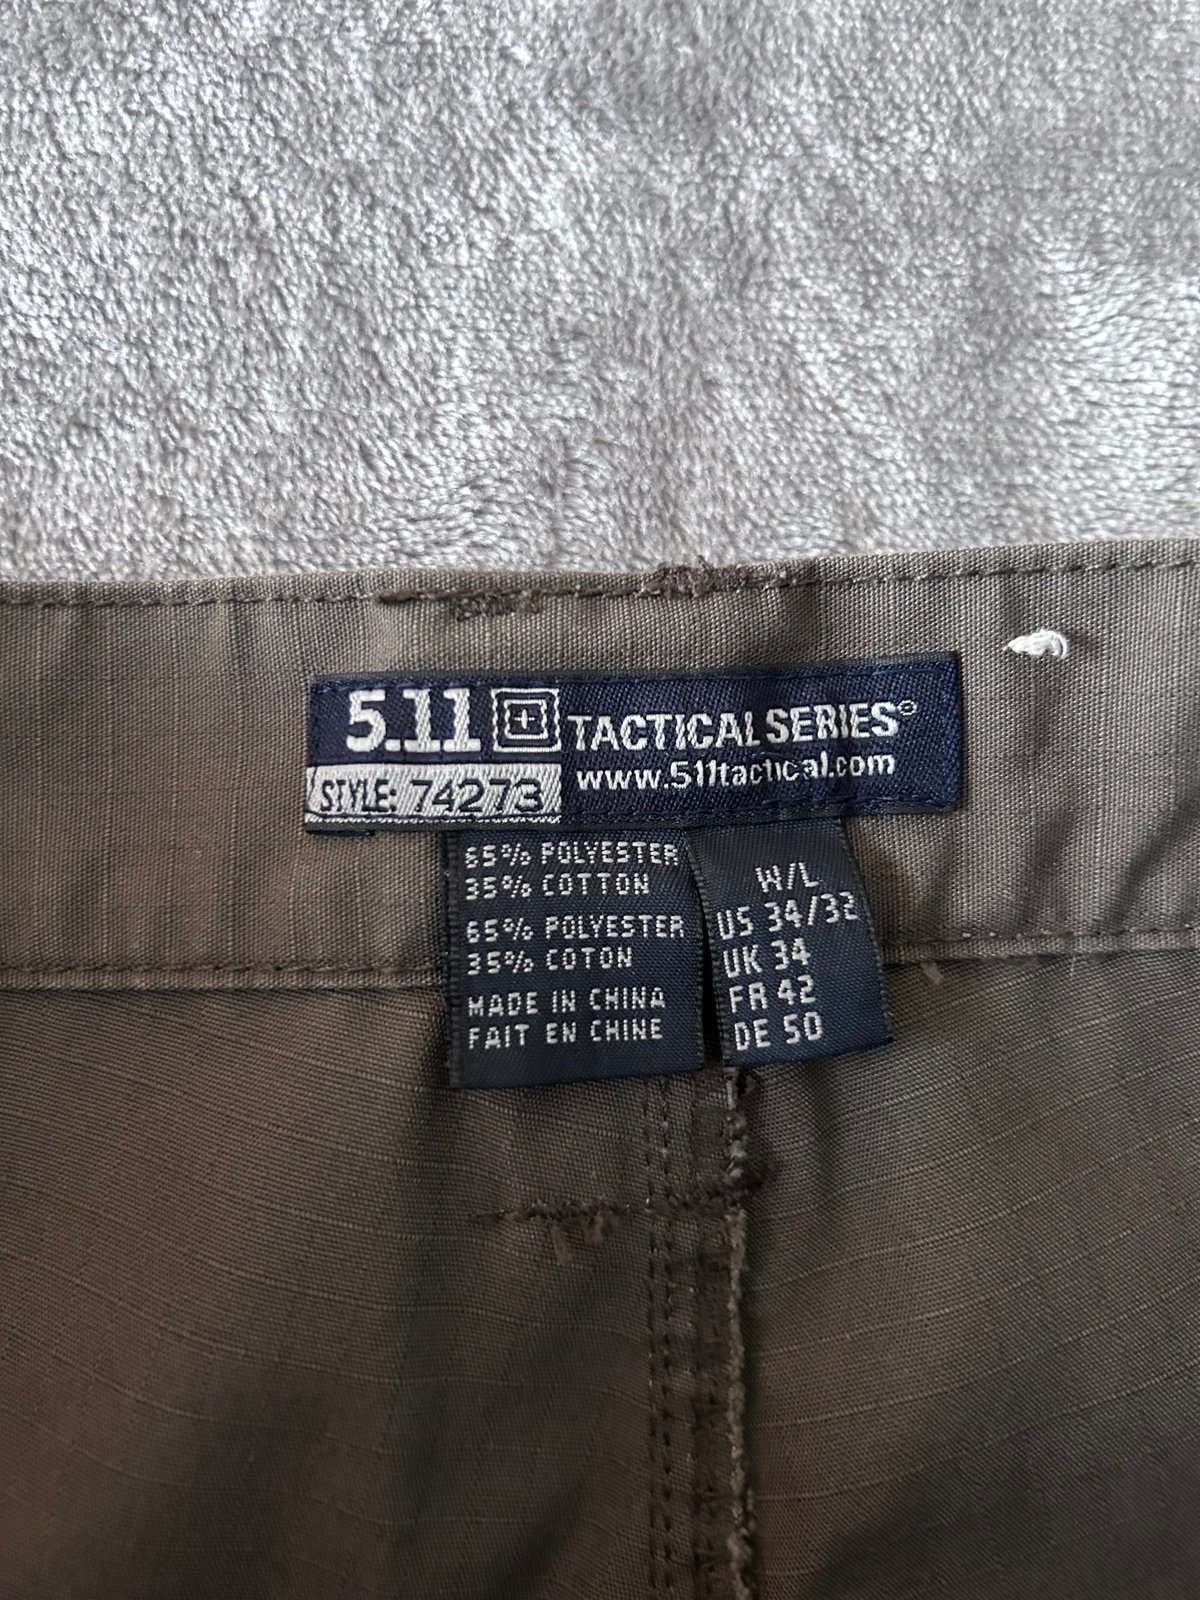 5.11 TACTICAL SERIES®
www.511tactical.com
STYLE: 74273
65% POLYESTER
35% COTTON
65% POLYESTER
35% COTON
MADE IN CHINA
FAIT EN CHINE
W/L
US 34/32
UK 34
FR 42
DE 50